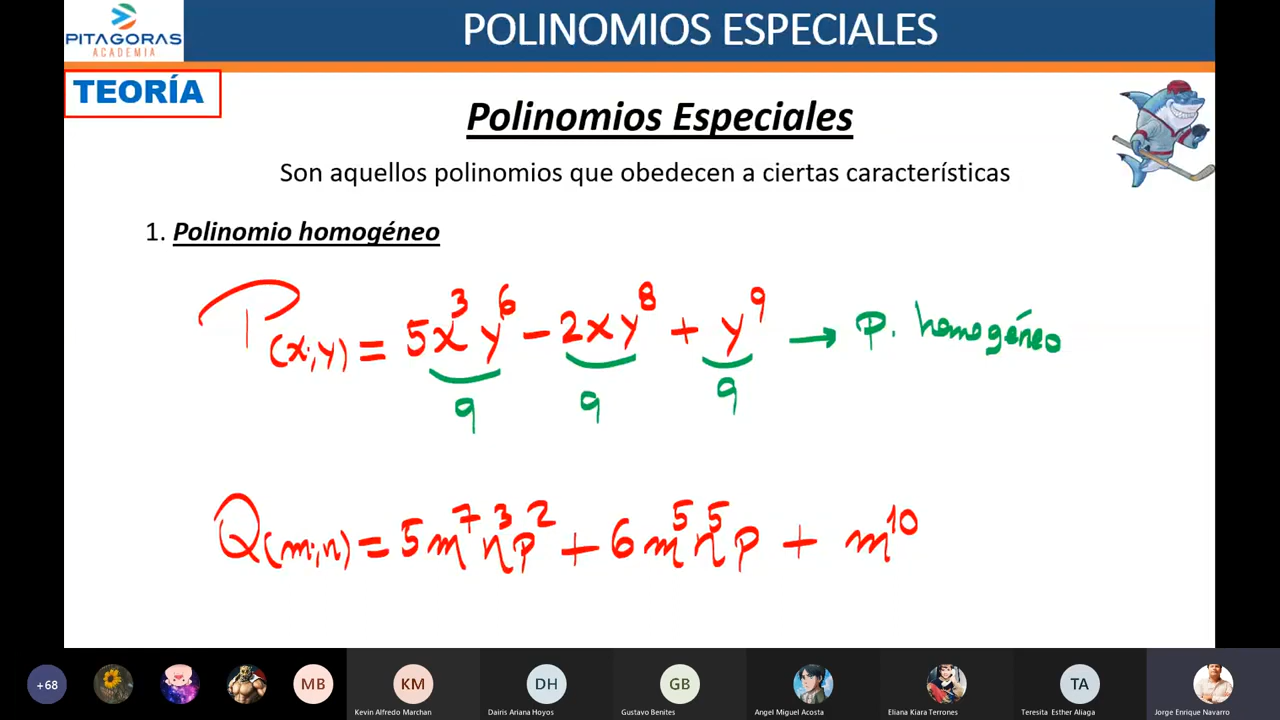 PITAGORAS
ACADEMIA
POLINOMIOS ESPECIALES
TEORÍA
Polinomios Especiales
Son aquellos polinomios que obedecen a ciertas características
1. Polinomio homogéneo
P(x;y) = 5x³y⁶ - 2xy⁸ + y⁹ → p. homogéneo
9 9 9
Q(m;n) = 5m⁷n³p² + 6m⁵n⁵p + m¹⁰
+68 MB KM DH GB TA
Kevin Alfredo Marchan Dairis Ariana Hoyos Gustavo Benites Angel Miguel Acosta Eliana Kiara Terrones Teresita Esther Aliaga Jorge Enrique Navarro